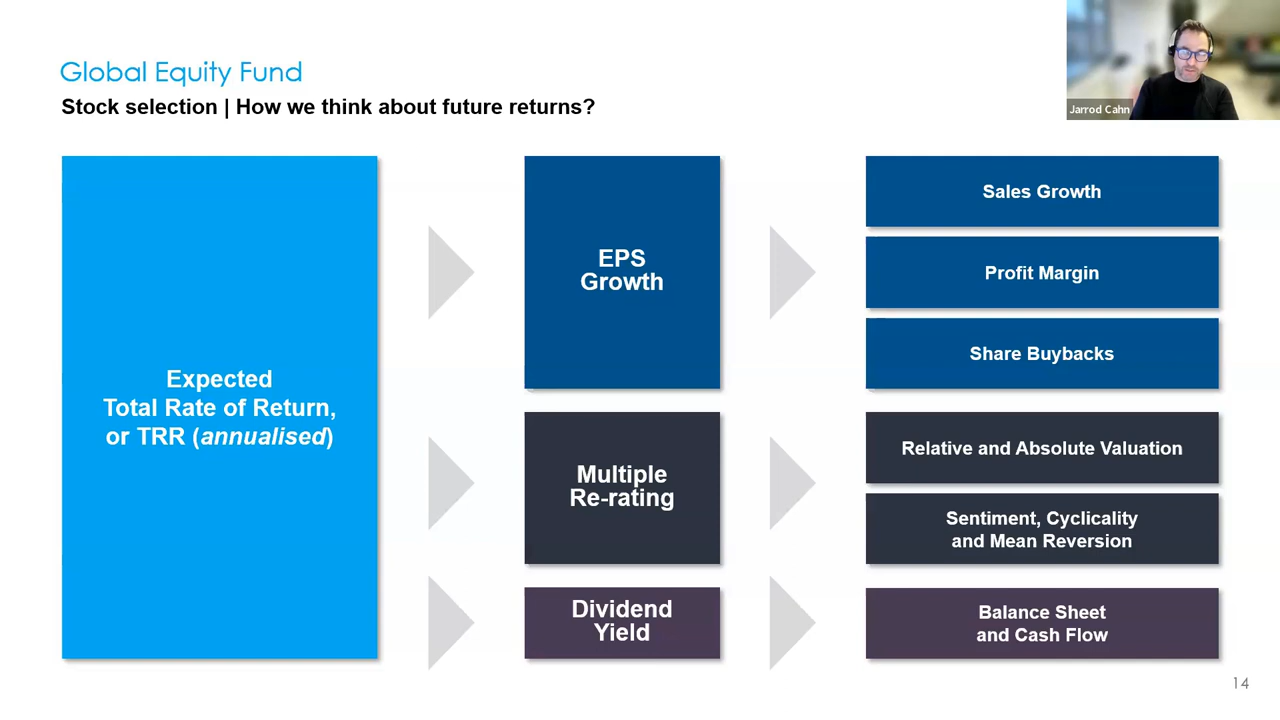 Global Equity Fund
Stock selection | How we think about future returns?
Jarrod Cahn
Expected
Total Rate of Return,
or TRR (annualised)
EPS
Growth
Sales Growth
Profit Margin
Share Buybacks
Multiple
Re-rating
Relative and Absolute Valuation
Sentiment, Cyclicality
and Mean Reversion
Dividend
Yield
Balance Sheet
and Cash Flow
14